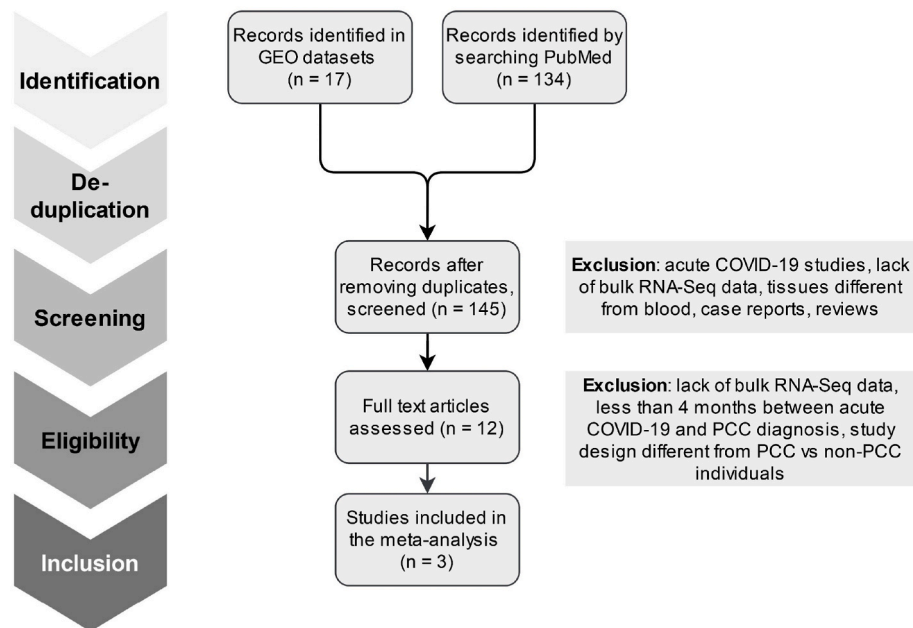 Identification
Records identified in
GEO datasets
(n = 17)
Records identified by
searching PubMed
(n = 134)
De-
duplication
Screening
Records after
removing duplicates,
screened (n = 145)
Exclusion: acute COVID-19 studies, lack
of bulk RNA-Seq data, tissues different
from blood, case reports, reviews
Eligibility
Full text articles
assessed (n = 12)
Exclusion: lack of bulk RNA-Seq data,
less than 4 months between acute
COVID-19 and PCC diagnosis, study
design different from PCC vs non-PCC
individuals
Inclusion
Studies included in
the meta-analysis
(n = 3)